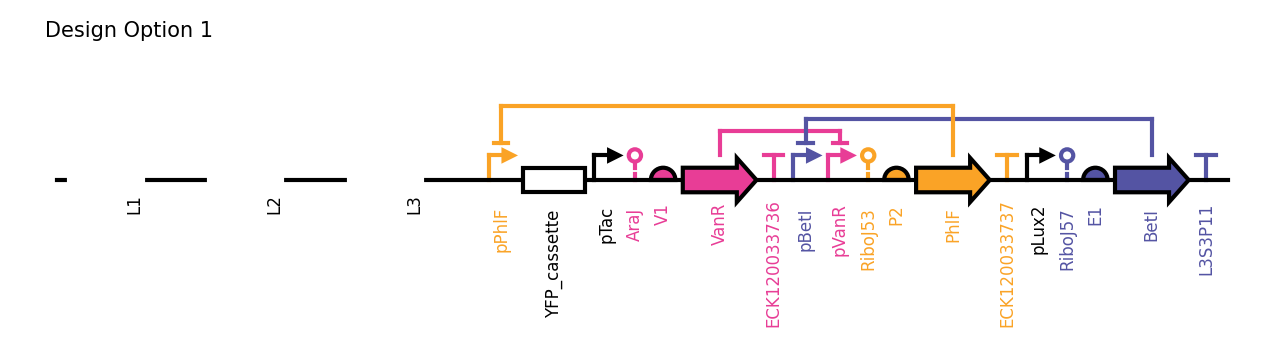 Design Option 1
L1
L2
L3
pPhlF
YFP_cassette
pTac
AraJ
V1
VanR
ECK120033736
pBetI
pVanR
RiboJ53
P2
PhlF
ECK120033737
pLux2
RiboJ57
E1
BetI
L3S3P11